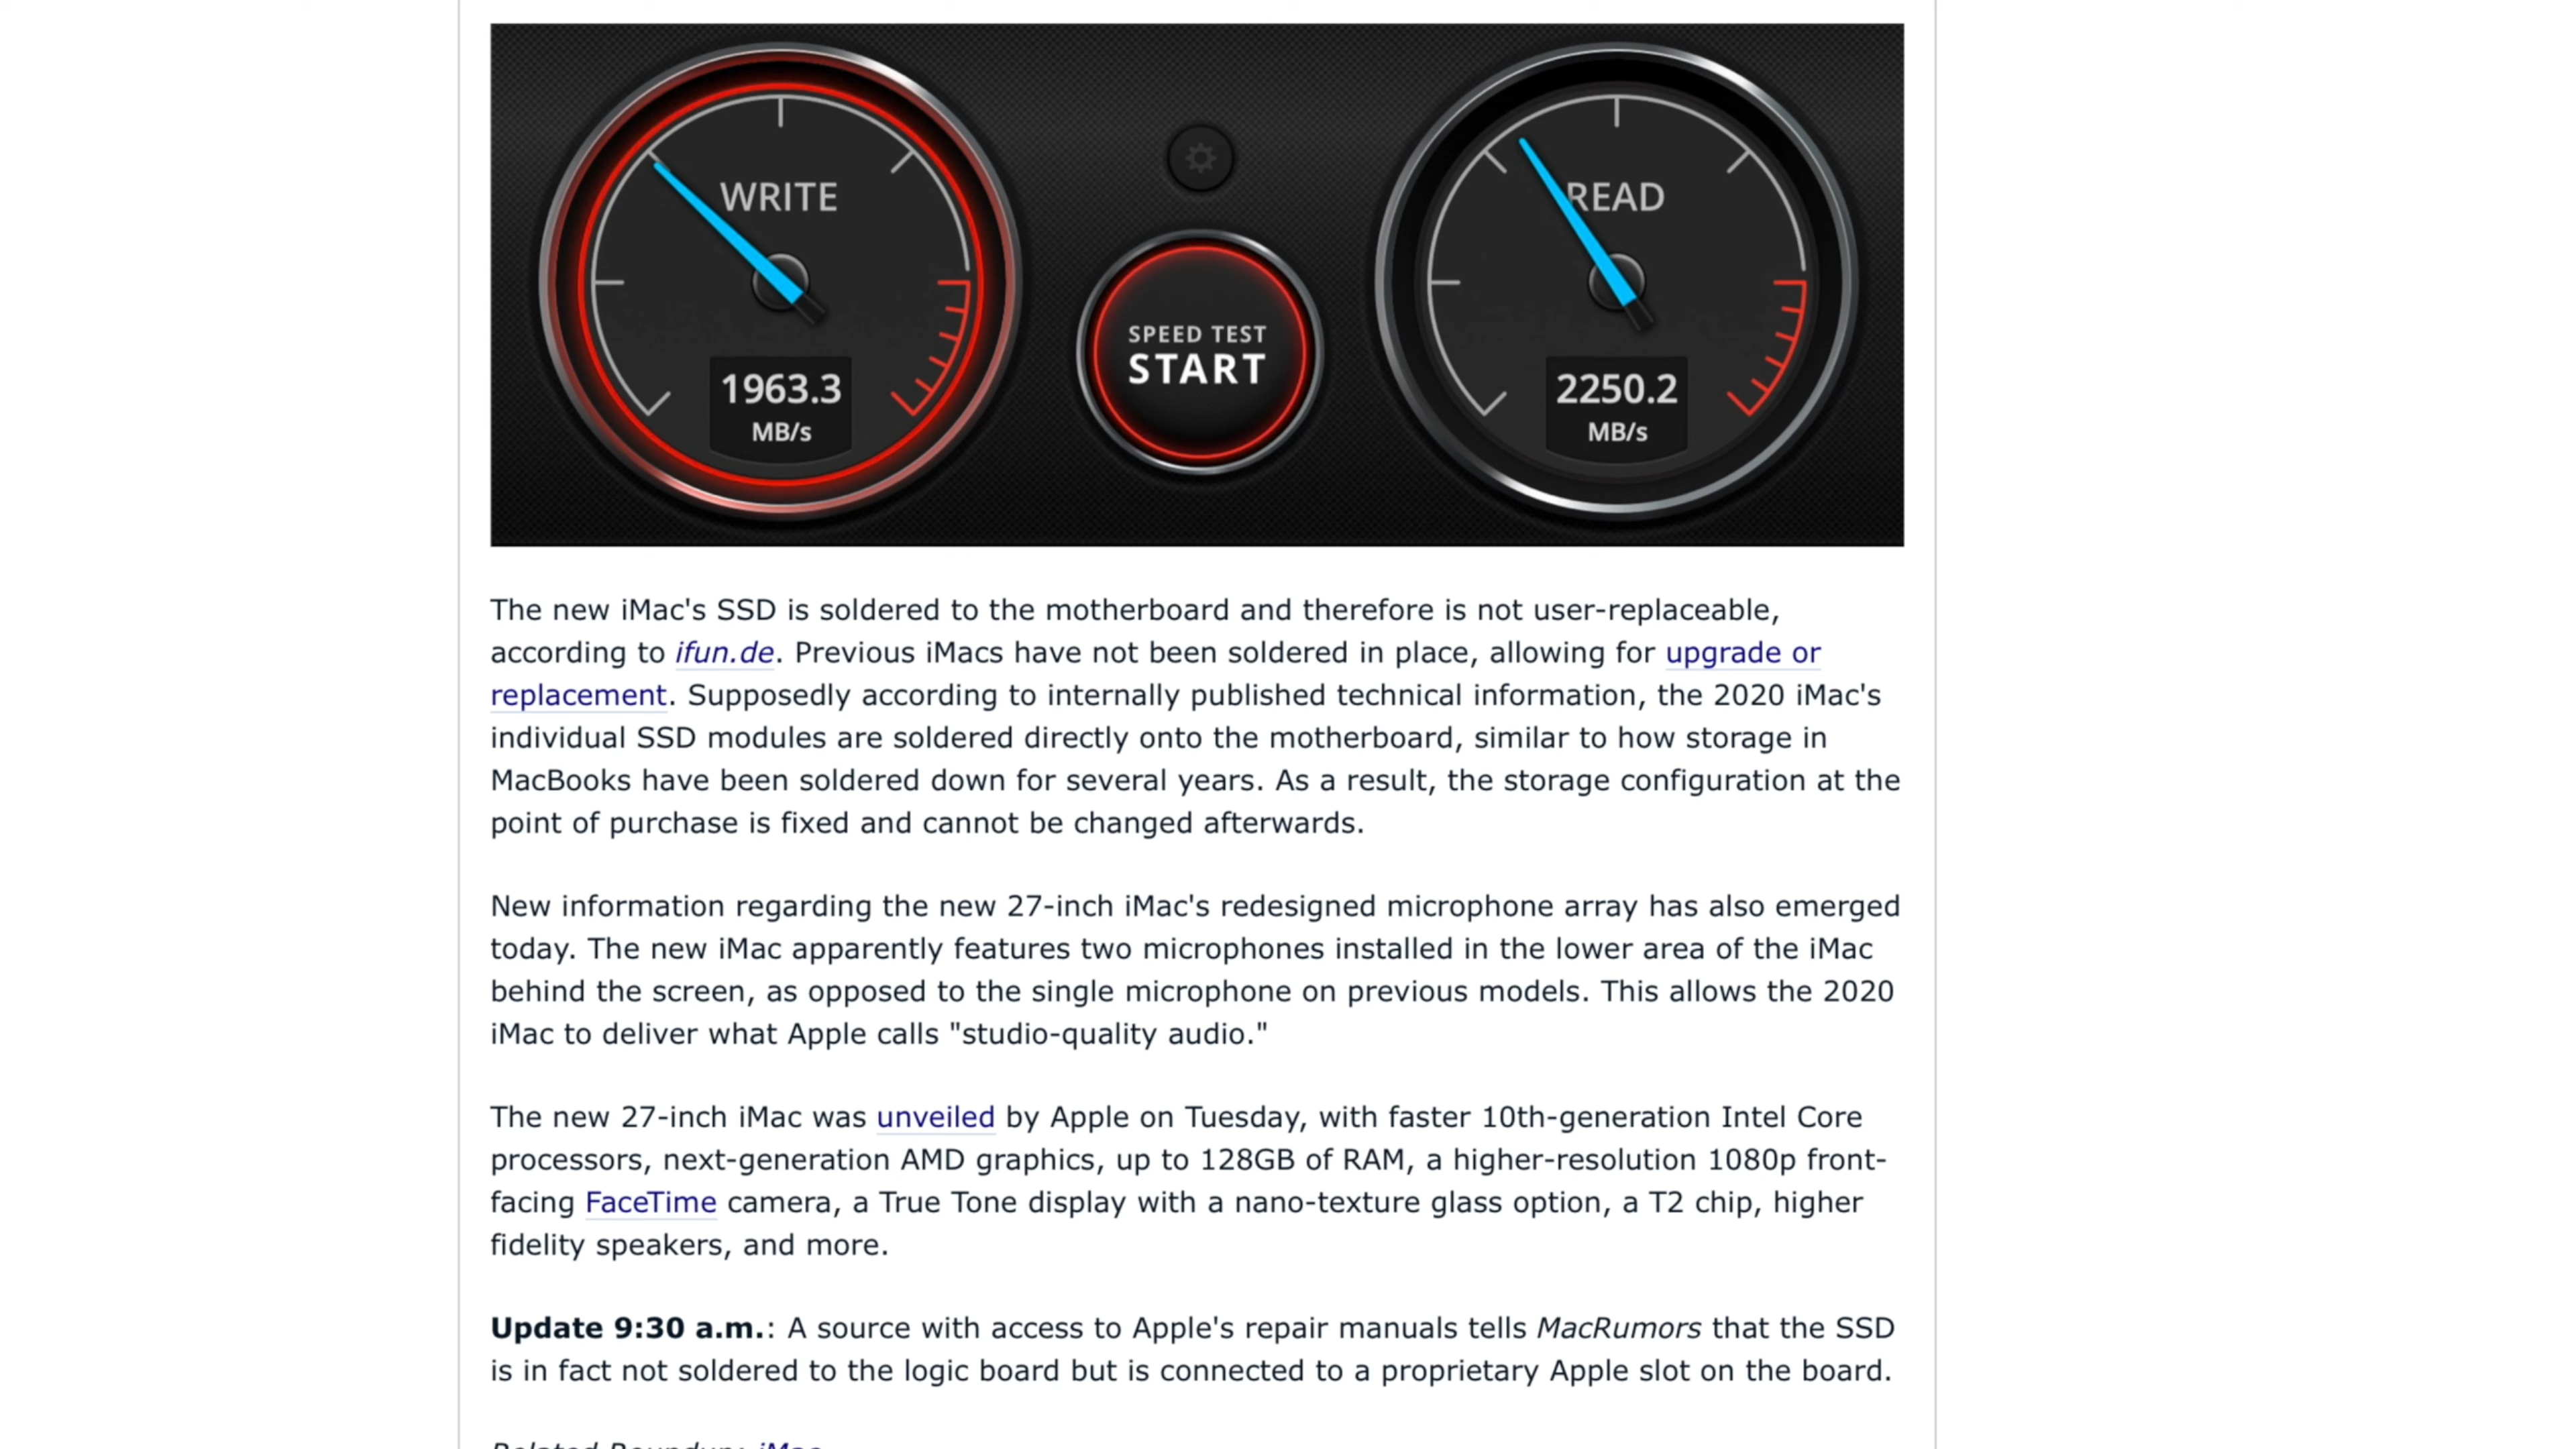 WRITE
READ
SPEED TEST
START
1963.3
MB/s
2250.2
MB/s
The new iMac's SSD is soldered to the motherboard and therefore is not user-replaceable,
according to ifun.de. Previous iMacs have not been soldered in place, allowing for upgrade or
replacement. Supposedly according to internally published technical information, the 2020 iMac's
individual SSD modules are soldered directly onto the motherboard, similar to how storage in
MacBooks have been soldered down for several years. As a result, the storage configuration at the
point of purchase is fixed and cannot be changed afterwards.
New information regarding the new 27-inch iMac's redesigned microphone array has also emerged
today. The new iMac apparently features two microphones installed in the lower area of the iMac
behind the screen, as opposed to the single microphone on previous models. This allows the 2020
iMac to deliver what Apple calls "studio-quality audio."
The new 27-inch iMac was unveiled by Apple on Tuesday, with faster 10th-generation Intel Core
processors, next-generation AMD graphics, up to 128GB of RAM, a higher-resolution 1080p front-
facing FaceTime camera, a True Tone display with a nano-texture glass option, a T2 chip, higher
fidelity speakers, and more.
Update 9:30 a.m.: A source with access to Apple's repair manuals tells MacRumors that the SSD
is in fact not soldered to the logic board but is connected to a proprietary Apple slot on the board.
Related Roundup: iMac